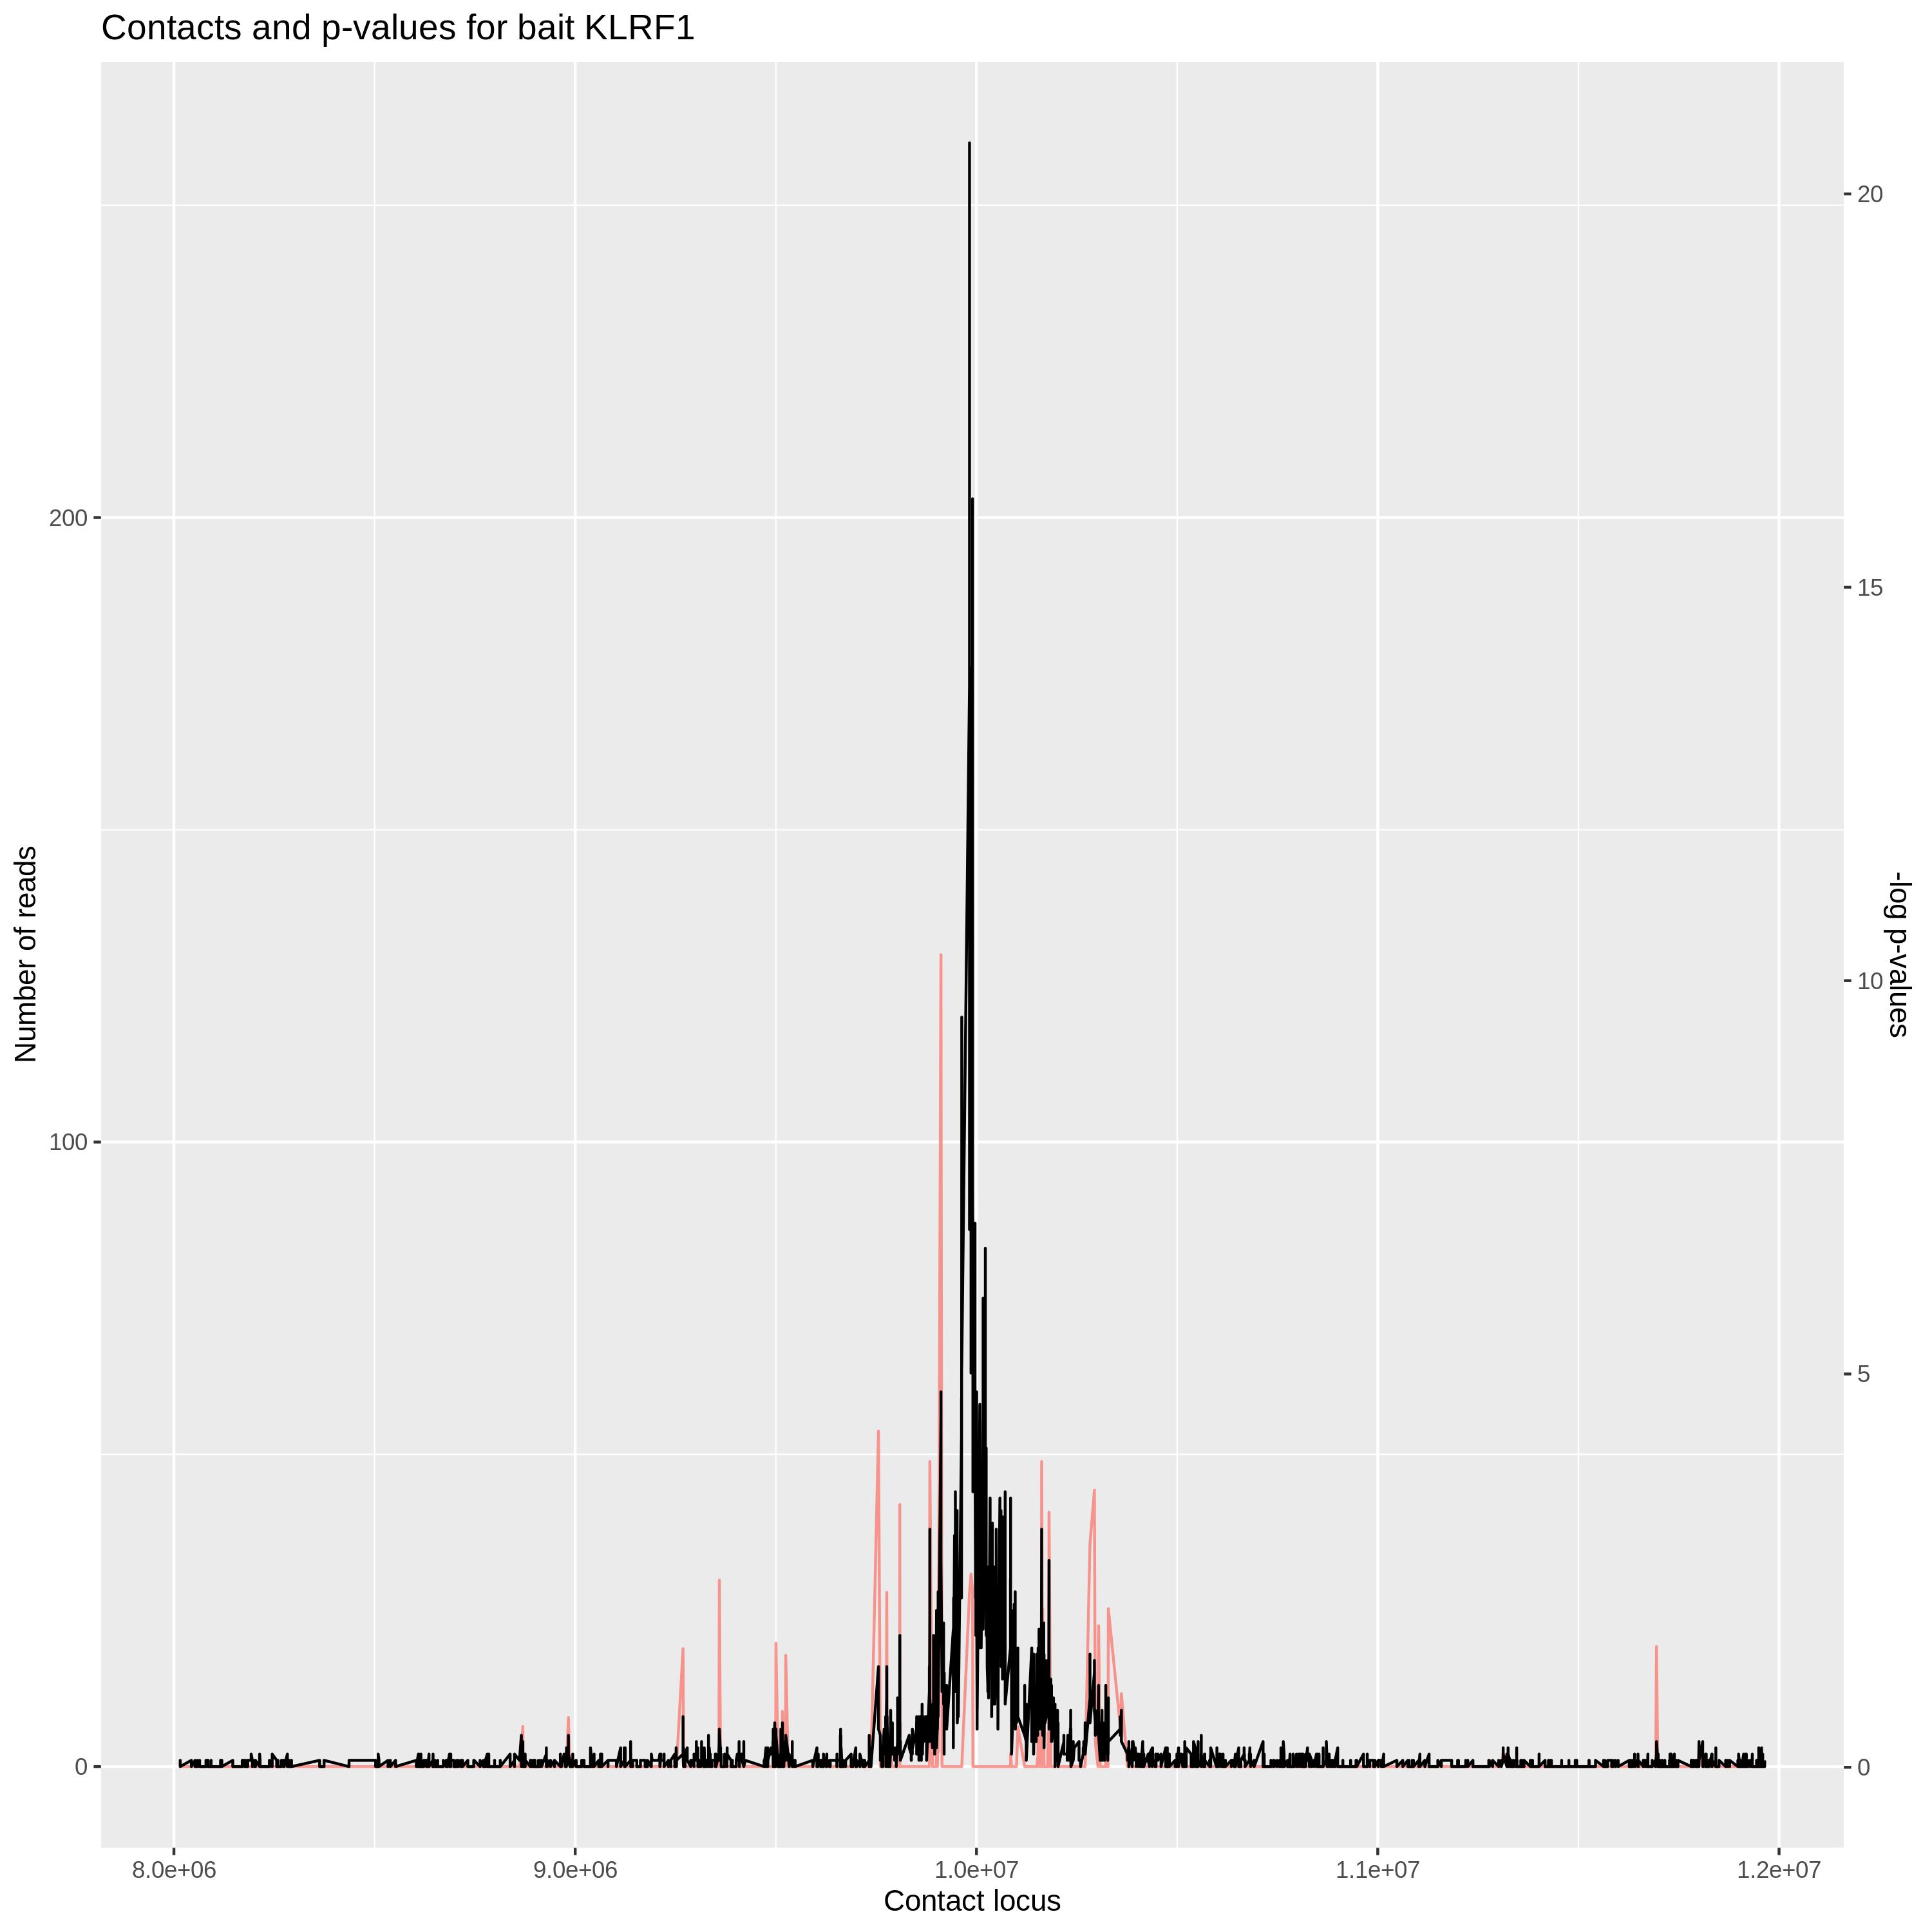 Contacts and p-values for bait KLRF1
Number of reads
200
100
0
20
15
10
5
0
-log p-values
8.0e+06
9.0e+06
1.0e+07
1.1e+07
1.2e+07
Contact locus